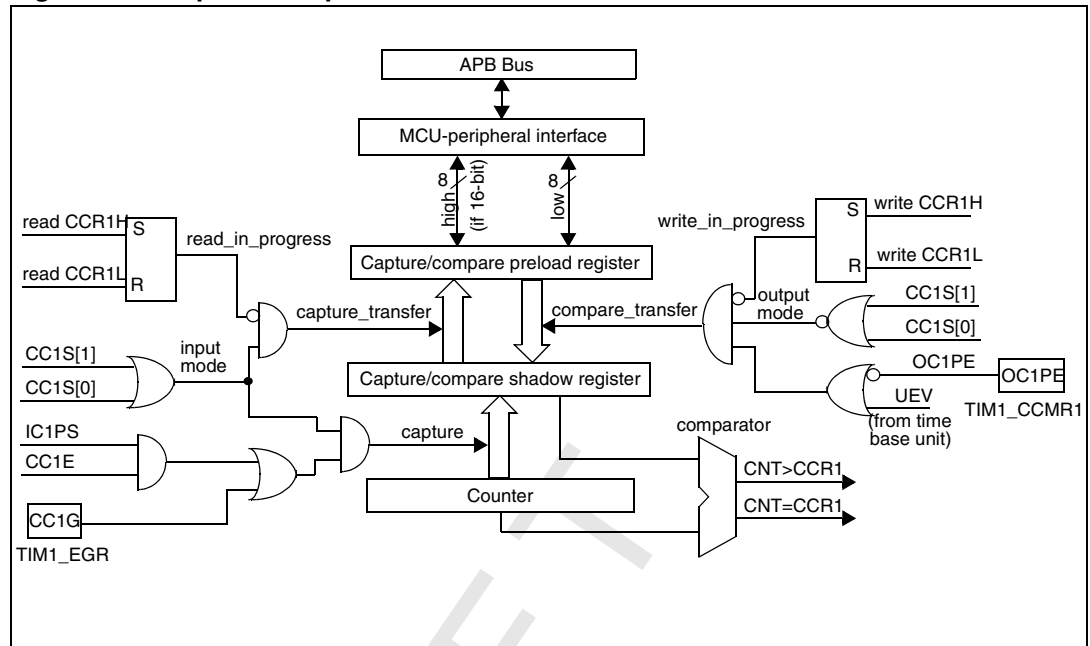 APB Bus
MCU-peripheral interface
8
high
(if 16-bit)
8
low
read CCR1H
S
read_in_progress
read CCR1L
R
write_in_progress
S
write CCR1H
R
write CCR1L
Capture/compare preload register
capture_transfer
compare_transfer
output
mode
CC1S[1]
CC1S[0]
input
mode
CC1S[1]
CC1S[0]
Capture/compare shadow register
OC1PE
OC1PE
UEV
TIM1_CCMR1
(from time
base unit)
IC1PS
CC1E
capture
comparator
CNT>CCR1
Counter
CNT=CCR1
CC1G
TIM1_EGR